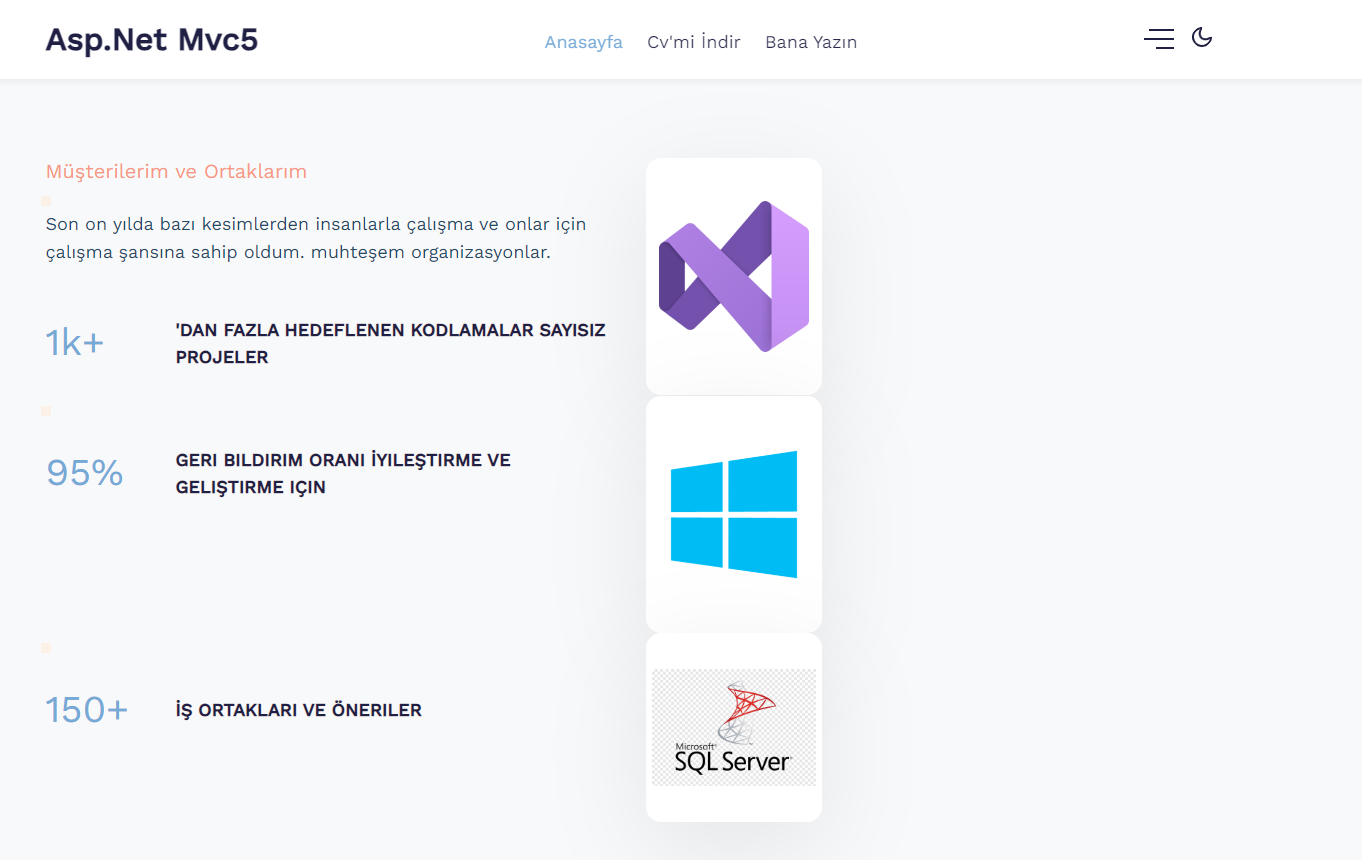 Asp.Net Mvc5
Anasayfa Cv'mi İndir Bana Yazın
Müşterilerim ve Ortaklarım
Son on yılda bazı kesimlerden insanlarla çalışma ve onlar için
çalışma şansına sahip oldum. muhteşem organizasyonlar.
1k+
'DAN FAZLA HEDEFLENEN KODLAMALAR SAYISIZ
PROJELER
95%
GERI BILDIRIM ORANI İYILEŞTIRME VE
GELIŞTIRME IÇIN
150+
İŞ ORTAKLARI VE ÖNERILER
Microsoft®
SQL Server